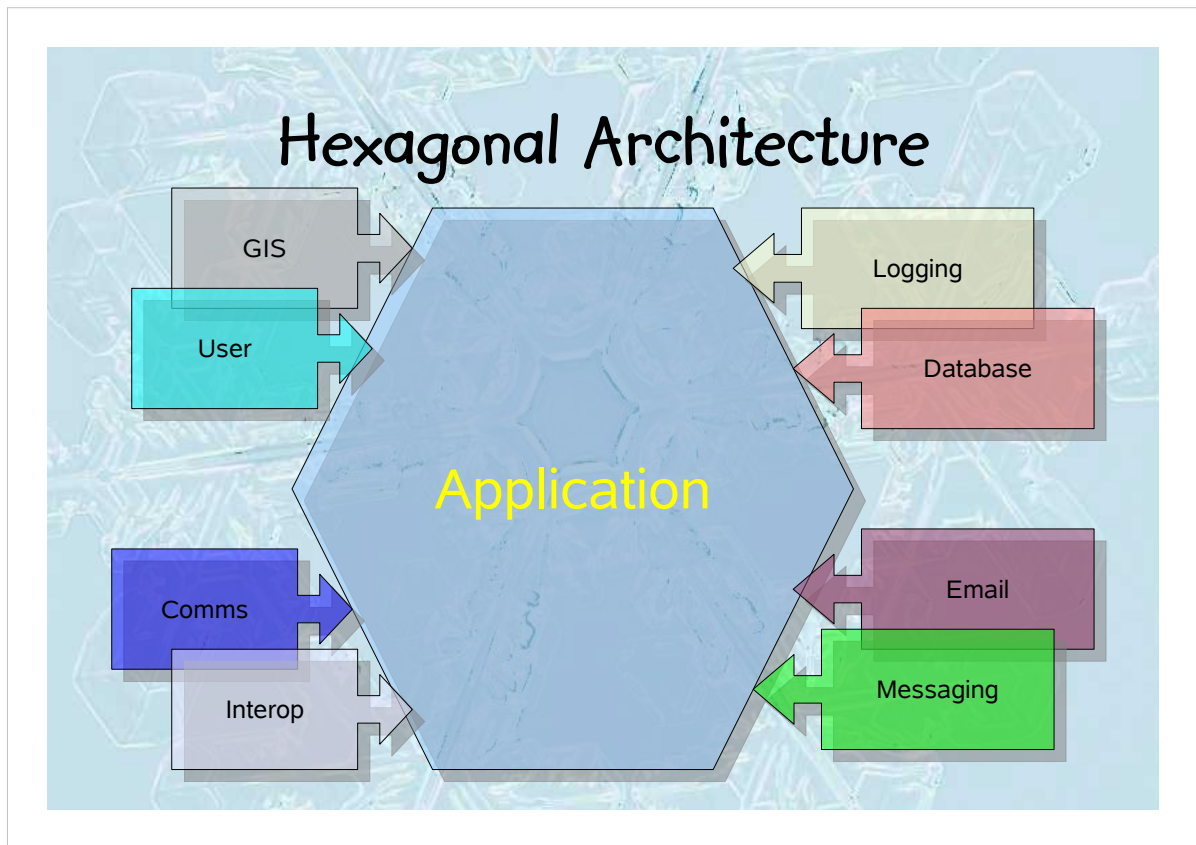 Hexagonal Architecture
GIS
Logging
User
Database
Application
Email
Comms
Messaging
Interop